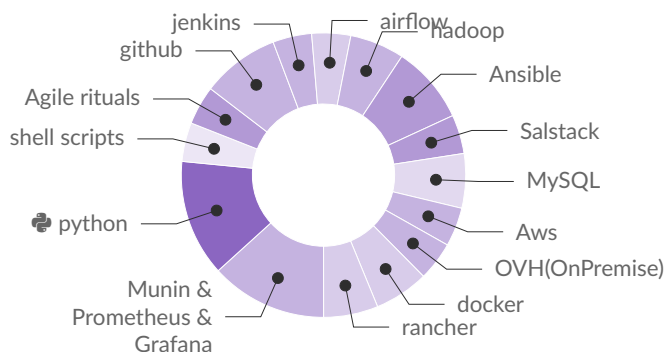 jenkins
airflow
github
hadoop
Ansible
Agile rituals
Salstack
shell scripts
MySQL
python
Aws
OVH(OnPremise)
Munin &
Prometheus &
Grafana
docker
rancher